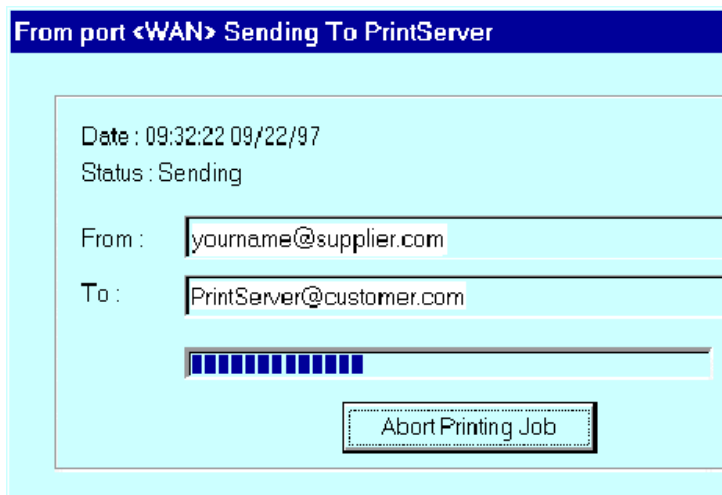 From port <WAN> Sending To PrintServer
Date : 09:32:22 09/22/97
Status : Sending
From : yourname@supplier.com
To : PrintServer@customer.com
Abort Printing Job